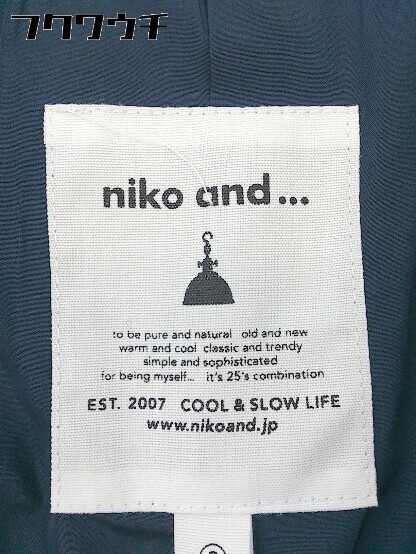 フクウウチ
niko and ...
to be pure and natural old and new
warm and cool classic and trendy
simple and sophisticated
for being myself... it's 25's combination
EST. 2007 COOL & SLOW LIFE
www.nikoand.jp